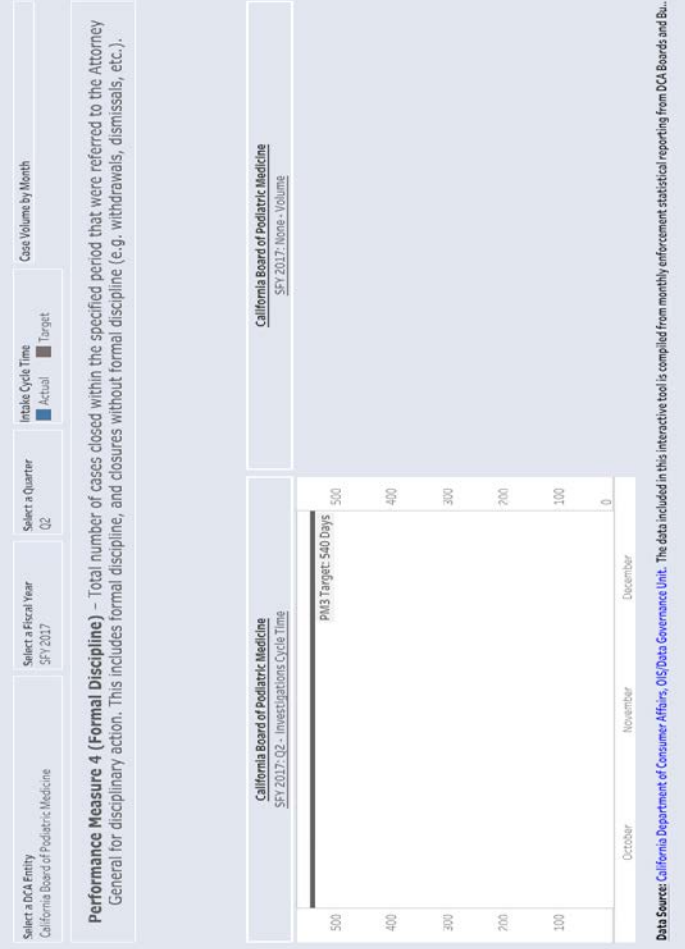 Select a DCA Entity
California Board of Podiatric Medicine
Select a Fiscal Year
SFY 2017
Select a Quarter
Q2
Intake Cycle Time
Actual
Target
Case Volume by Month
Performance Measure 4 (Formal Discipline) – Total number of cases closed within the specified period that were referred to the Attorney
General for disciplinary action. This includes formal discipline, and closures without formal discipline (e.g. withdrawals, dismissals, etc.).
California Board of Podiatric Medicine
SFY 2017: Q2 - Investigations Cycle Time
California Board of Podiatric Medicine
SFY 2017: None - Volume
PM3 Target: 540 Days
500
400
300
200
100
0
500
400
300
200
100
October
November
December
Data Source: California Department of Consumer Affairs, OIS/Data Governance Unit. The data included in this interactive tool is compiled from monthly enforcement statistical reporting from DCA Boards and Bu..